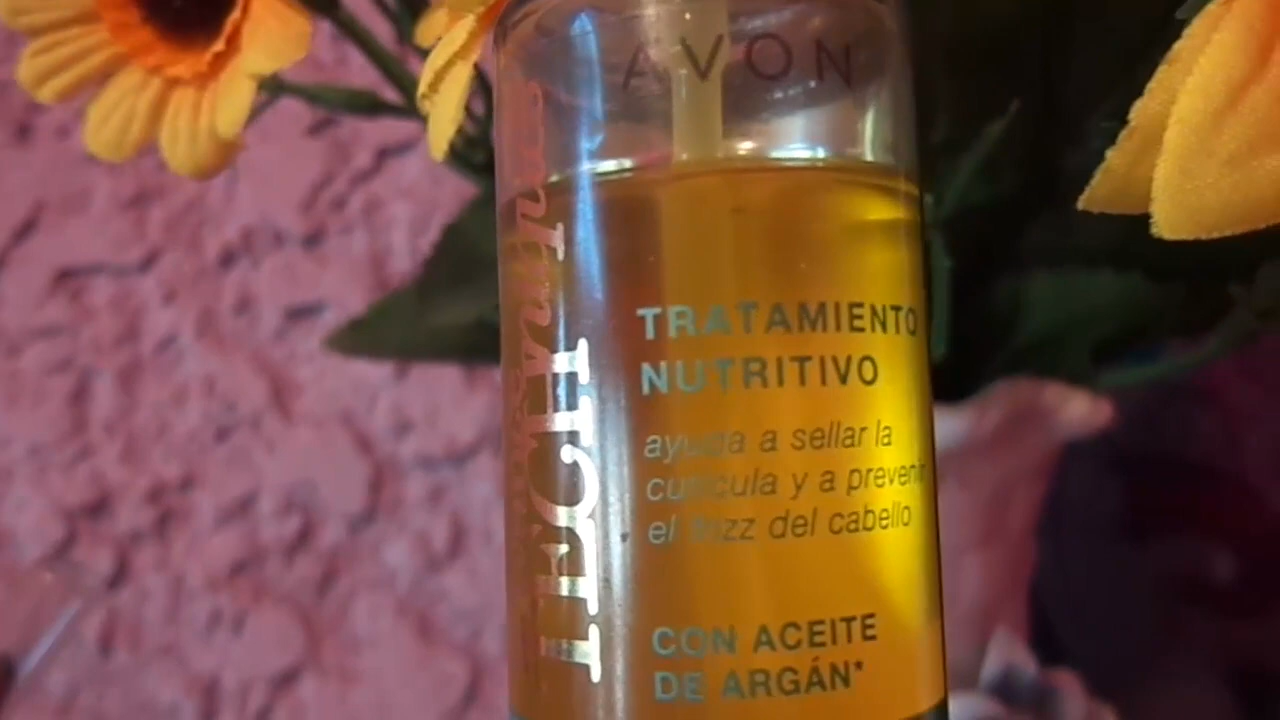 AVON
TECH
TRATAMIENTO
NUTRITIVO
ayuda a sellar la
cutícula y a prevenir
el frizz del cabello
CON ACEITE
DE ARGÁN*